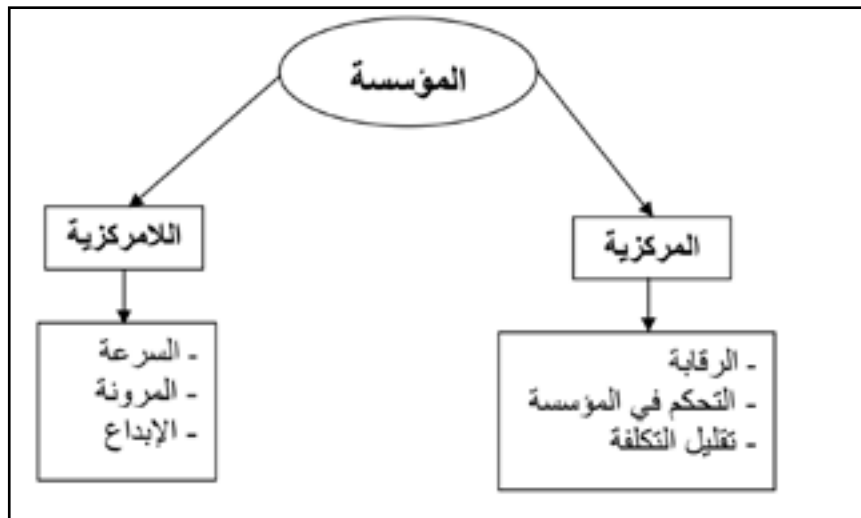 المؤسسة
المركزية
- الرقابة
- التحكم في المؤسسة
- تقليل التكلفة
اللامركزية
- السرعة
- المرونة
- الإبداع